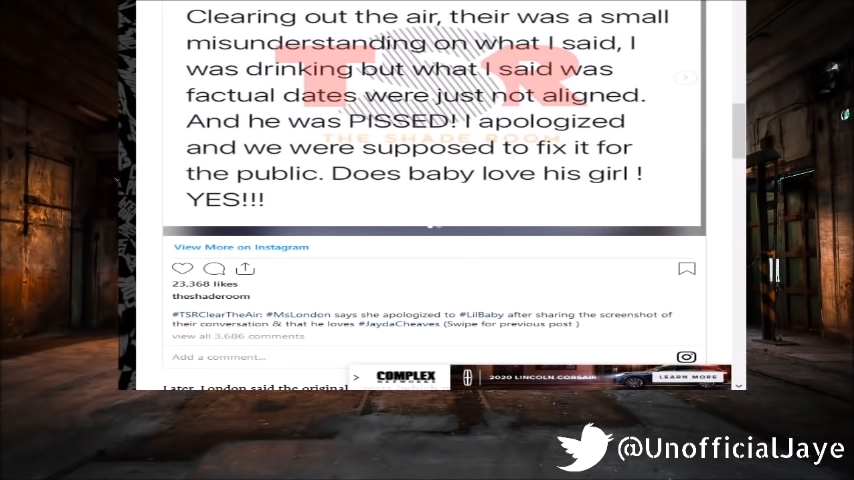 Clearing out the air, their was a small
misunderstanding on what I said, I
was drinking but what I said was
factual dates were just not aligned.
And he was PISSED! I apologized
and we were supposed to fix it for
the public. Does baby love his girl !
YES!!!
TSR
THE SHADE ROOM
View More on Instagram
23,368 likes
theshaderoom
#TSRClearTheAir: #MsLondon says she apologized to #LilBaby after sharing the screenshot of
their conversation & that he loves #JaydaCheaves (Swipe for previous post )
view all 3,686 comments
Add a comment...
COMPLEX
NETWORKS
2020 LINCOLN CORSAIR
LEARN MORE
Later, London said the original
@UnofficialJaye